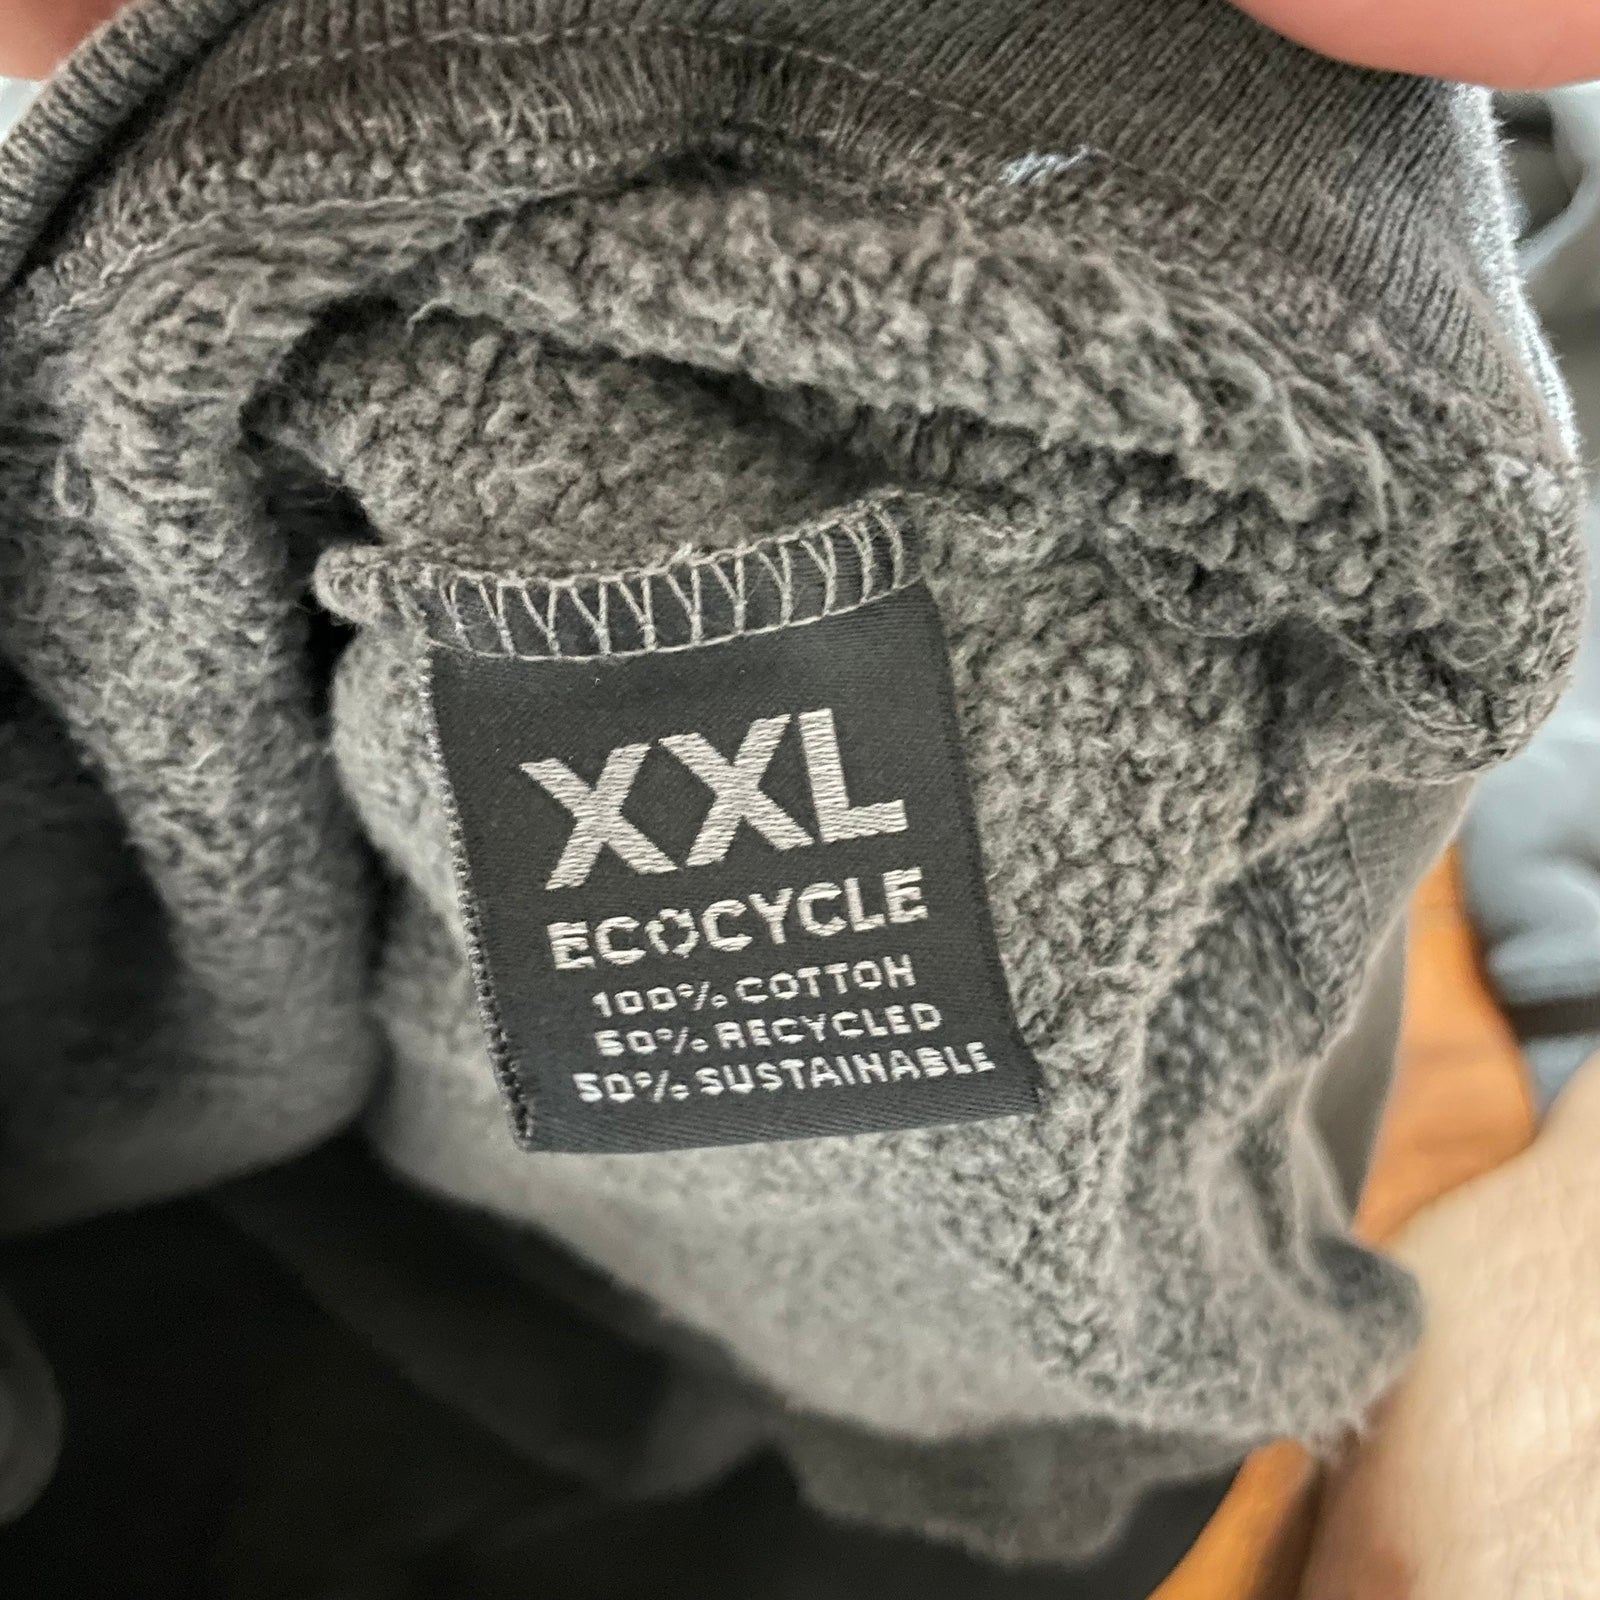 XXL
ECOCYCLE
100% COTTON
50% RECYCLED
50% SUSTAINABLE